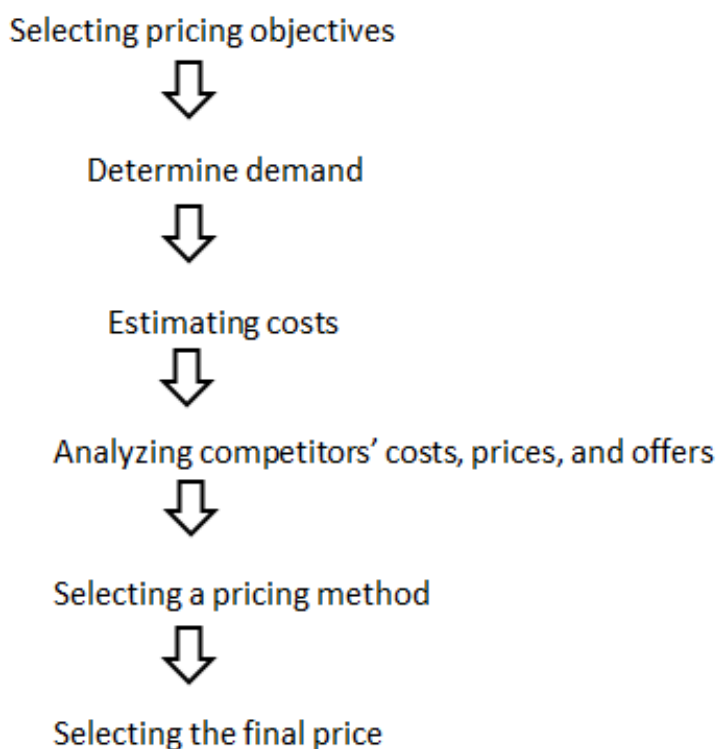 Selecting pricing objectives
Determine demand
Estimating costs
Analyzing competitors’ costs, prices, and offers
Selecting a pricing method
Selecting the final price